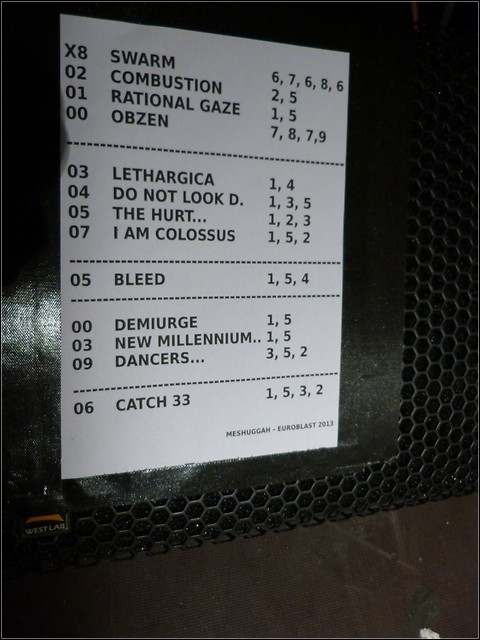 X8 SWARM 6, 7, 6, 8, 6
02 COMBUSTION 2, 5
01 RATIONAL GAZE 1, 5
00 OBZEN 7, 8, 7,9
03 LETHARGICA 1, 4
04 DO NOT LOOK D. 1, 3, 5
05 THE HURT... 1, 2, 3
07 I AM COLOSSUS 1, 5, 2
05 BLEED 1, 5, 4
00 DEMIURGE 1, 5
03 NEW MILLENNIUM.. 1, 5
09 DANCERS... 3, 5, 2
06 CATCH 33 1, 5, 3, 2
MESHUGGAH - EUROBLAST 2013
WEST LAB